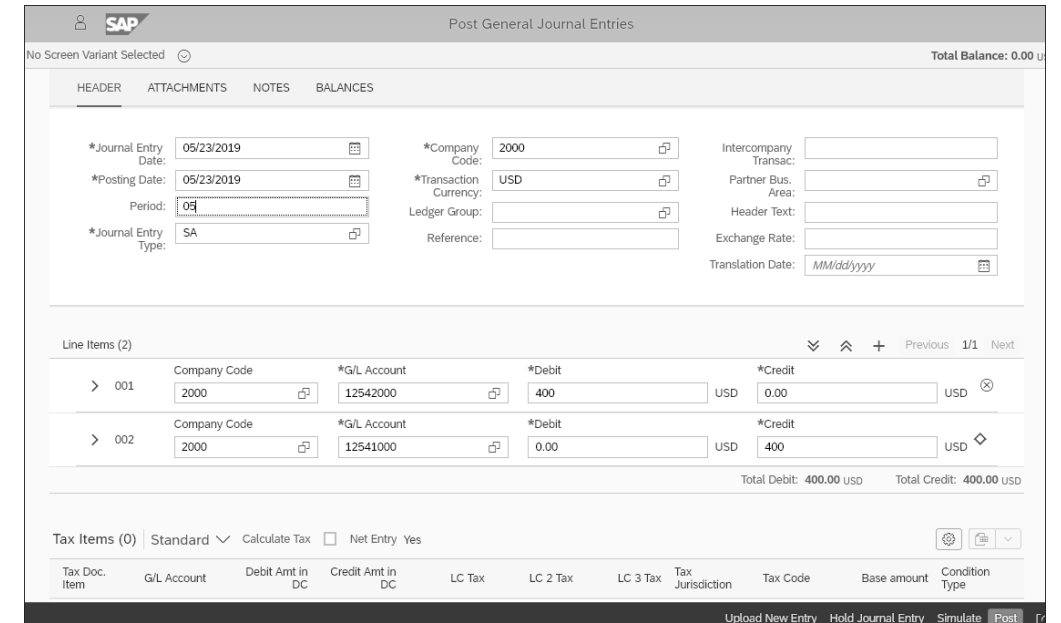 SAP
Post General Journal Entries
No Screen Variant Selected
Total Balance: 0.00
HEADER ATTACHMENTS NOTES BALANCES
*Journal Entry Date: 05/23/2019 *Company Code: 2000 Intercompany Transac:
*Posting Date: 05/23/2019 *Transaction Currency: USD Partner Bus. Area:
Period: 05 Ledger Group: Header Text:
*Journal Entry Type: SA Reference: Exchange Rate:
Translation Date: MM/dd/yyyy
Line Items (2) Previous 1/1 Next
Company Code *G/L Account *Debit *Credit
001 2000 12542000 400 USD 0.00 USD
Company Code *G/L Account *Debit *Credit
002 2000 12541000 0.00 USD 400 USD
Total Debit: 400.00 USD Total Credit: 400.00 USD
Tax Items (0) Standard Calculate Tax Net Entry Yes
Tax Doc. Item G/L Account Debit Amt in DC Credit Amt in DC LC Tax LC 2 Tax LC 3 Tax Tax Jurisdiction Tax Code Base amount Condition Type
Upload New Entry Hold Journal Entry Simulate Post